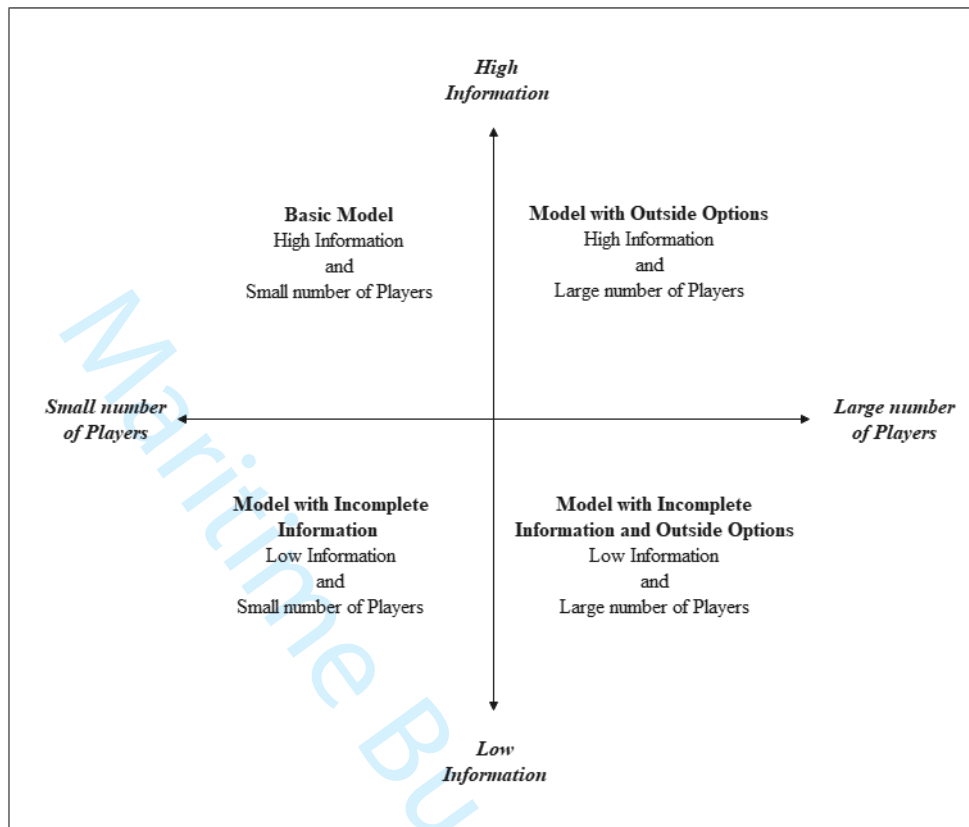 High
Information
Basic Model
High Information
and
Small number of Players
Model with Outside Options
High Information
and
Large number of Players
Small number
of Players
Large number
of Players
Model with Incomplete
Information
Low Information
and
Small number of Players
Model with Incomplete
Information and Outside Options
Low Information
and
Large number of Players
Low
Information
Maritime Bu